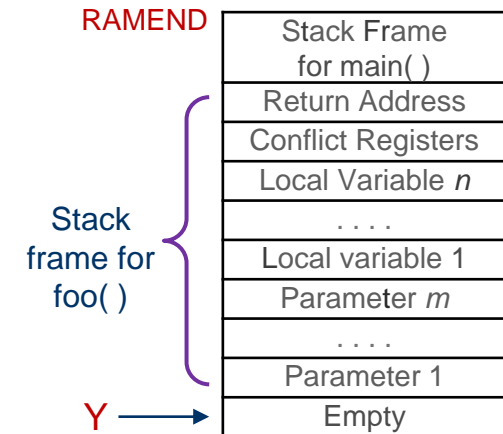 RAMEND
Stack Frame
for main( )
Return Address
Conflict Registers
Local Variable n
. . . .
Local variable 1
Parameter m
. . . .
Parameter 1
Empty
Stack
frame for
foo( )
Y